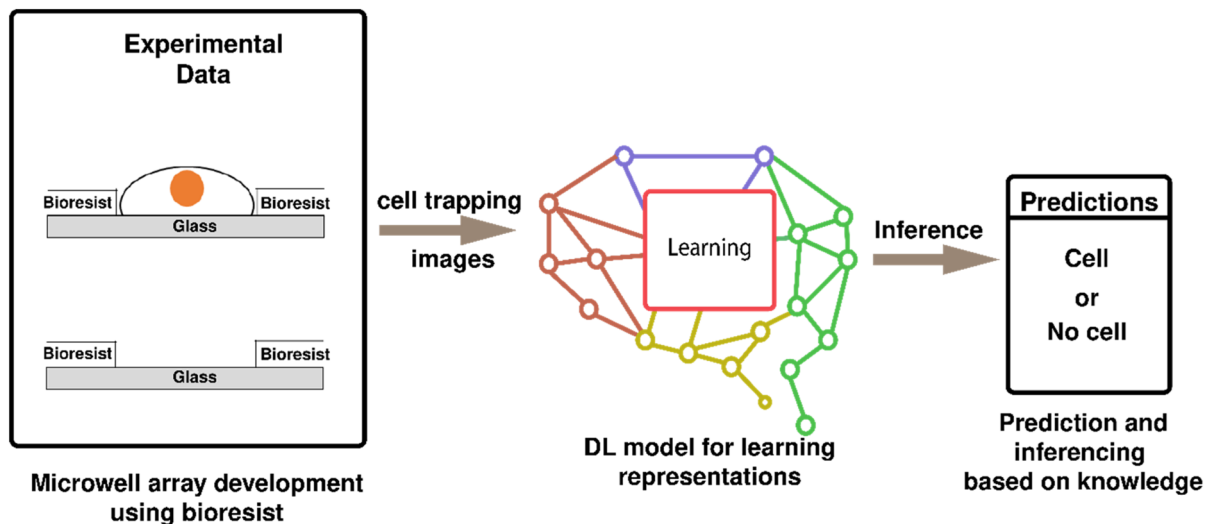 Experimental
Data
Bioresist
Bioresist
Glass
Bioresist
Bioresist
Glass
Microwell array development
using bioresist
cell trapping
images
Learning
DL model for learning
representations
Inference
Predictions
Cell
or
No cell
Prediction and
inferencing
based on knowledge